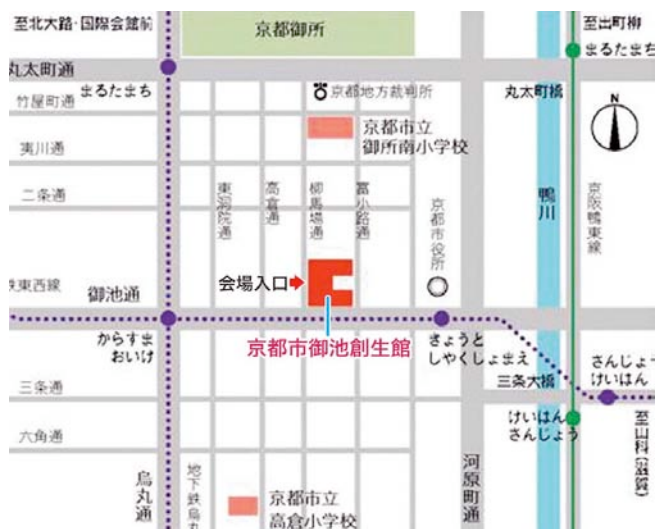 至北大路・国際会館前
京都御所
至出町柳
まるたまち
丸太町通
まるたまち
京都地方裁判所
丸太町橋
N
竹屋町通
京都市立
御所南小学校
夷川通
二条通
東洞院通
高倉通
柳馬場通
富小路通
京都市役所
鴨川
京阪鴨東線
会場入口
鉄東西線
御池通
からすま
おいけ
京都市御池創生館
きょうと
しやくしょまえ
さんじょう
けいはん
三条大橋
三条通
けいはん
さんじょう
六角通
至山科(滋賀)
烏丸通
地下鉄烏丸
京都市立
高倉小学校
河原町通